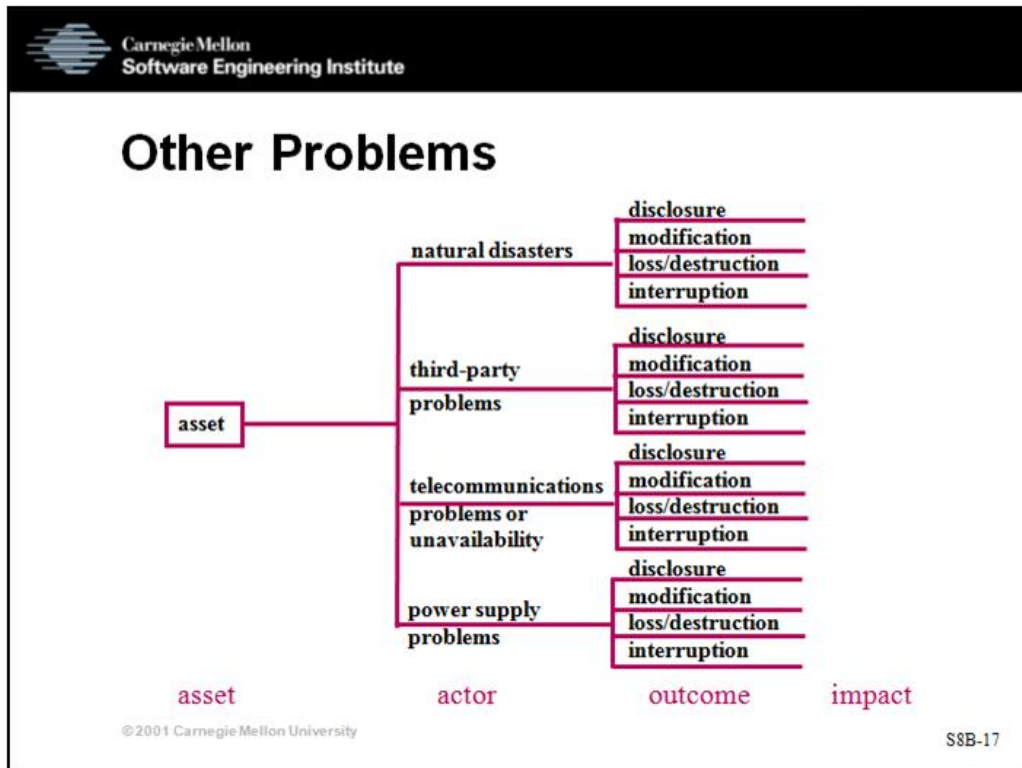 Carnegie Mellon
Software Engineering Institute
Other Problems
disclosure
modification
natural disasters
loss/destruction
interruption
disclosure
modification
third-party
loss/destruction
problems
interruption
asset
disclosure
modification
telecommunications
problems or
loss/destruction
unavailability
interruption
disclosure
modification
power supply
loss/destruction
problems
interruption
asset actor outcome impact
© 2001 Carnegie Mellon University
S8B-17